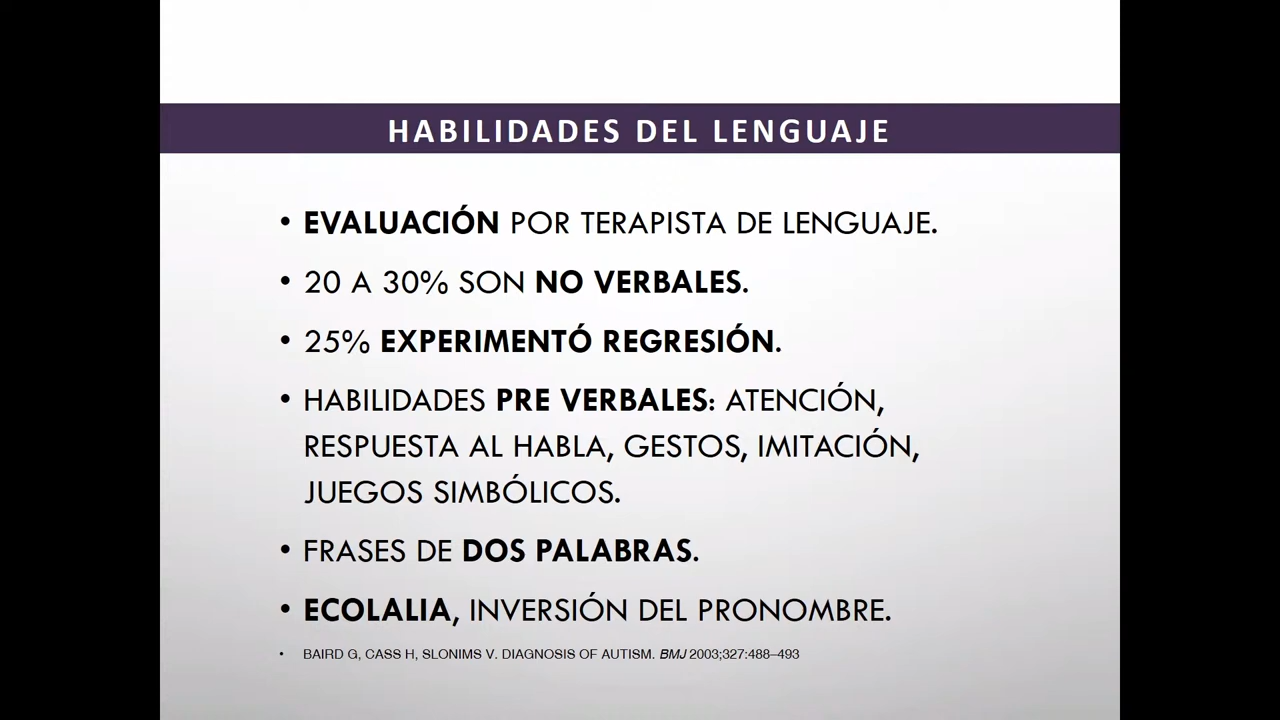 HABILIDADES DEL LENGUAJE
• EVALUACIÓN POR TERAPISTA DE LENGUAJE.
• 20 A 30% SON NO VERBALES.
• 25% EXPERIMENTÓ REGRESIÓN.
• HABILIDADES PRE VERBALES: ATENCIÓN,
RESPUESTA AL HABLA, GESTOS, IMITACIÓN,
JUEGOS SIMBÓLICOS.
• FRASES DE DOS PALABRAS.
• ECOLALIA, INVERSIÓN DEL PRONOMBRE.
• BAIRD G, CASS H, SLONIMS V. DIAGNOSIS OF AUTISM. BMJ 2003;327:488–493